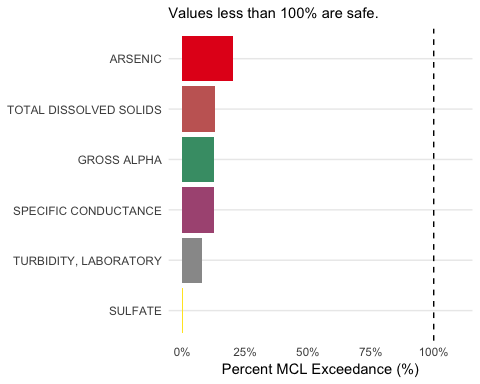 Values less than 100% are safe.
ARSENIC
TOTAL DISSOLVED SOLIDS
GROSS ALPHA
SPECIFIC CONDUCTANCE
TURBIDITY, LABORATORY
SULFATE
0% 25% 50% 75% 100%
Percent MCL Exceedance (%)